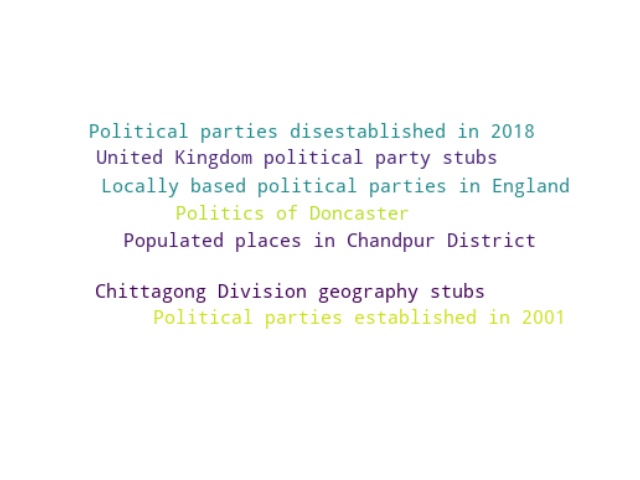 Political parties disestablished in 2018
United Kingdom political party stubs
Locally based political parties in England
Politics of Doncaster
Populated places in Chandpur District
Chittagong Division geography stubs
Political parties established in 2001